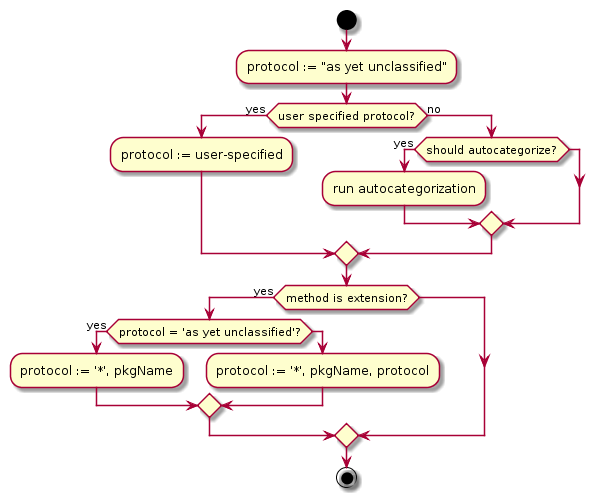 protocol := "as yet unclassified"
yes
user specified protocol?
no
protocol := user-specified
yes
should autocategorize?
run autocategorization
yes
method is extension?
yes
protocol = 'as yet unclassified'?
protocol := '*', pkgName
protocol := '*', pkgName, protocol